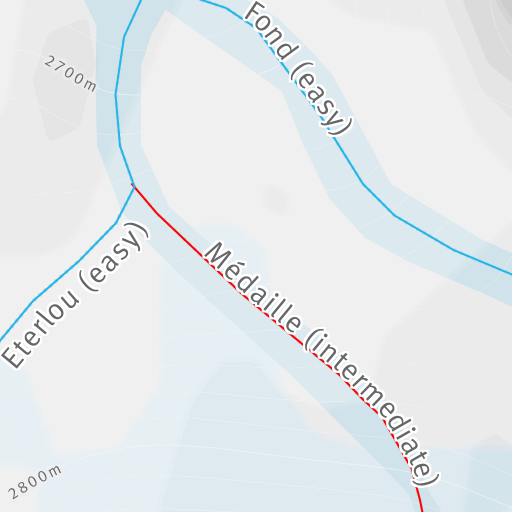 Fond (easy)
2700m
Eterlou (easy)
Médaille (intermediate)
2800m